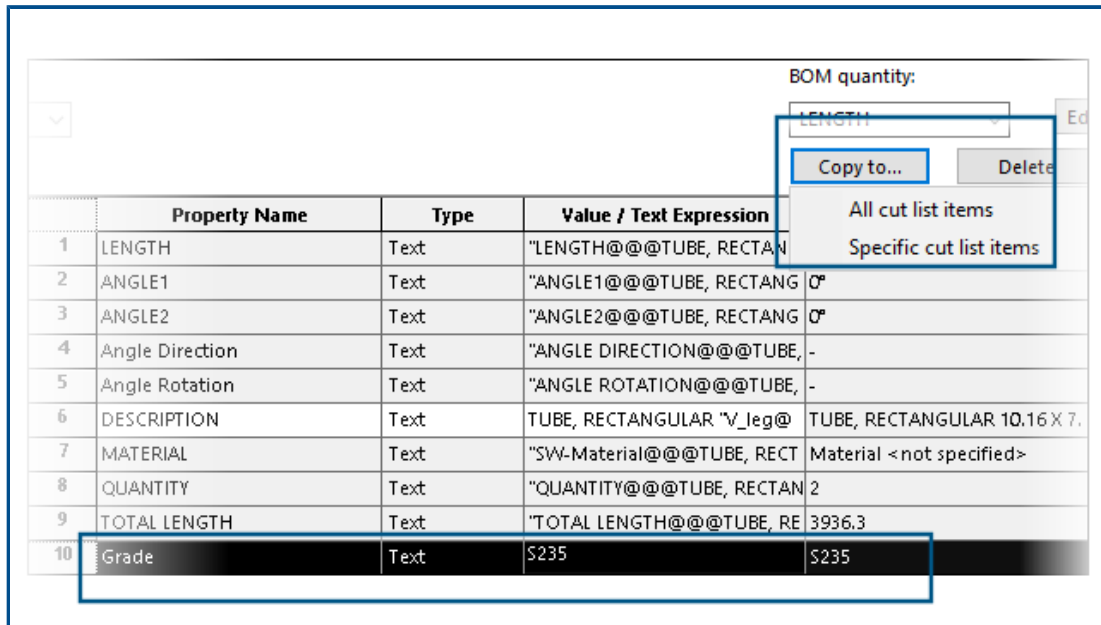 BOM quantity:
LENGTH Ed
Copy to... Delete
All cut list items
Specific cut list items
Property Name Type Value / Text Expression
1 LENGTH Text "LENGTH@@@TUBE, RECTAN
2 ANGLE1 Text "ANGLE1@@@TUBE, RECTANG 0°
3 ANGLE2 Text "ANGLE2@@@TUBE, RECTANG 0°
4 Angle Direction Text "ANGLE DIRECTION@@@TUBE, -
5 Angle Rotation Text "ANGLE ROTATION@@@TUBE, -
6 DESCRIPTION Text TUBE, RECTANGULAR "V_leg@ TUBE, RECTANGULAR 10.16 X 7.
7 MATERIAL Text "SW-Material@@@TUBE, RECT Material <not specified>
8 QUANTITY Text "QUANTITY@@@TUBE, RECTAN 2
9 TOTAL LENGTH Text "TOTAL LENGTH@@@TUBE, RE 3936.3
10 Grade Text S235 S235